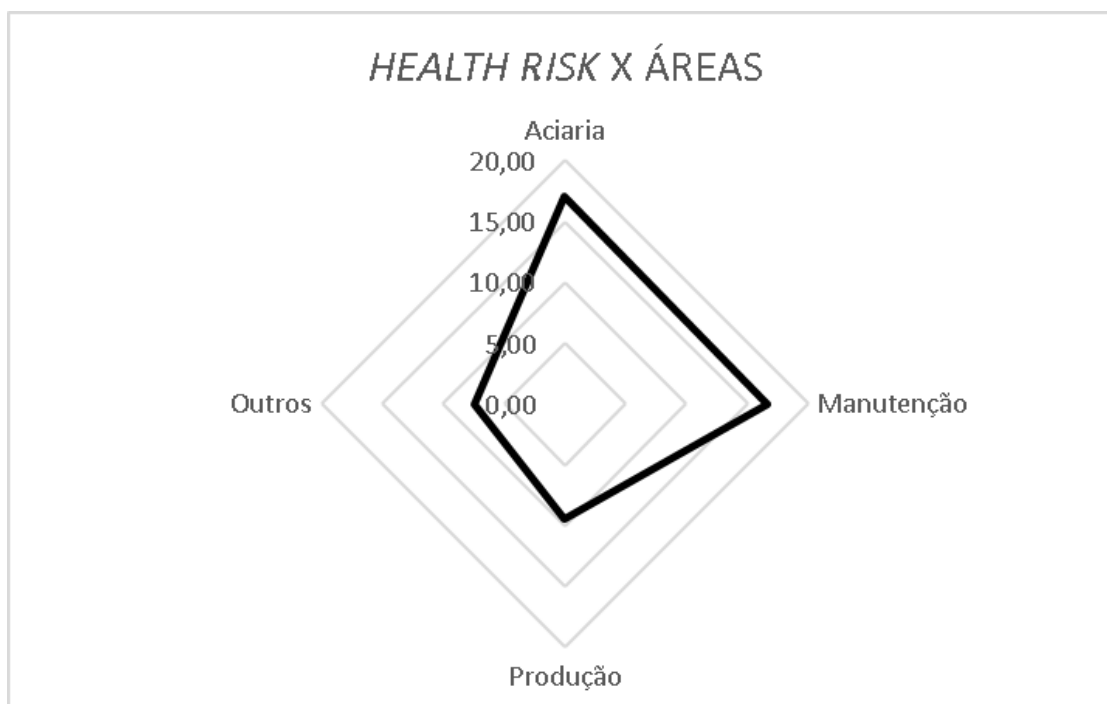 HEALTH RISK X ÁREAS
Aciaria
20,00
15,00
10,00
5,00
Outros
0,00
Manutenção
Produção